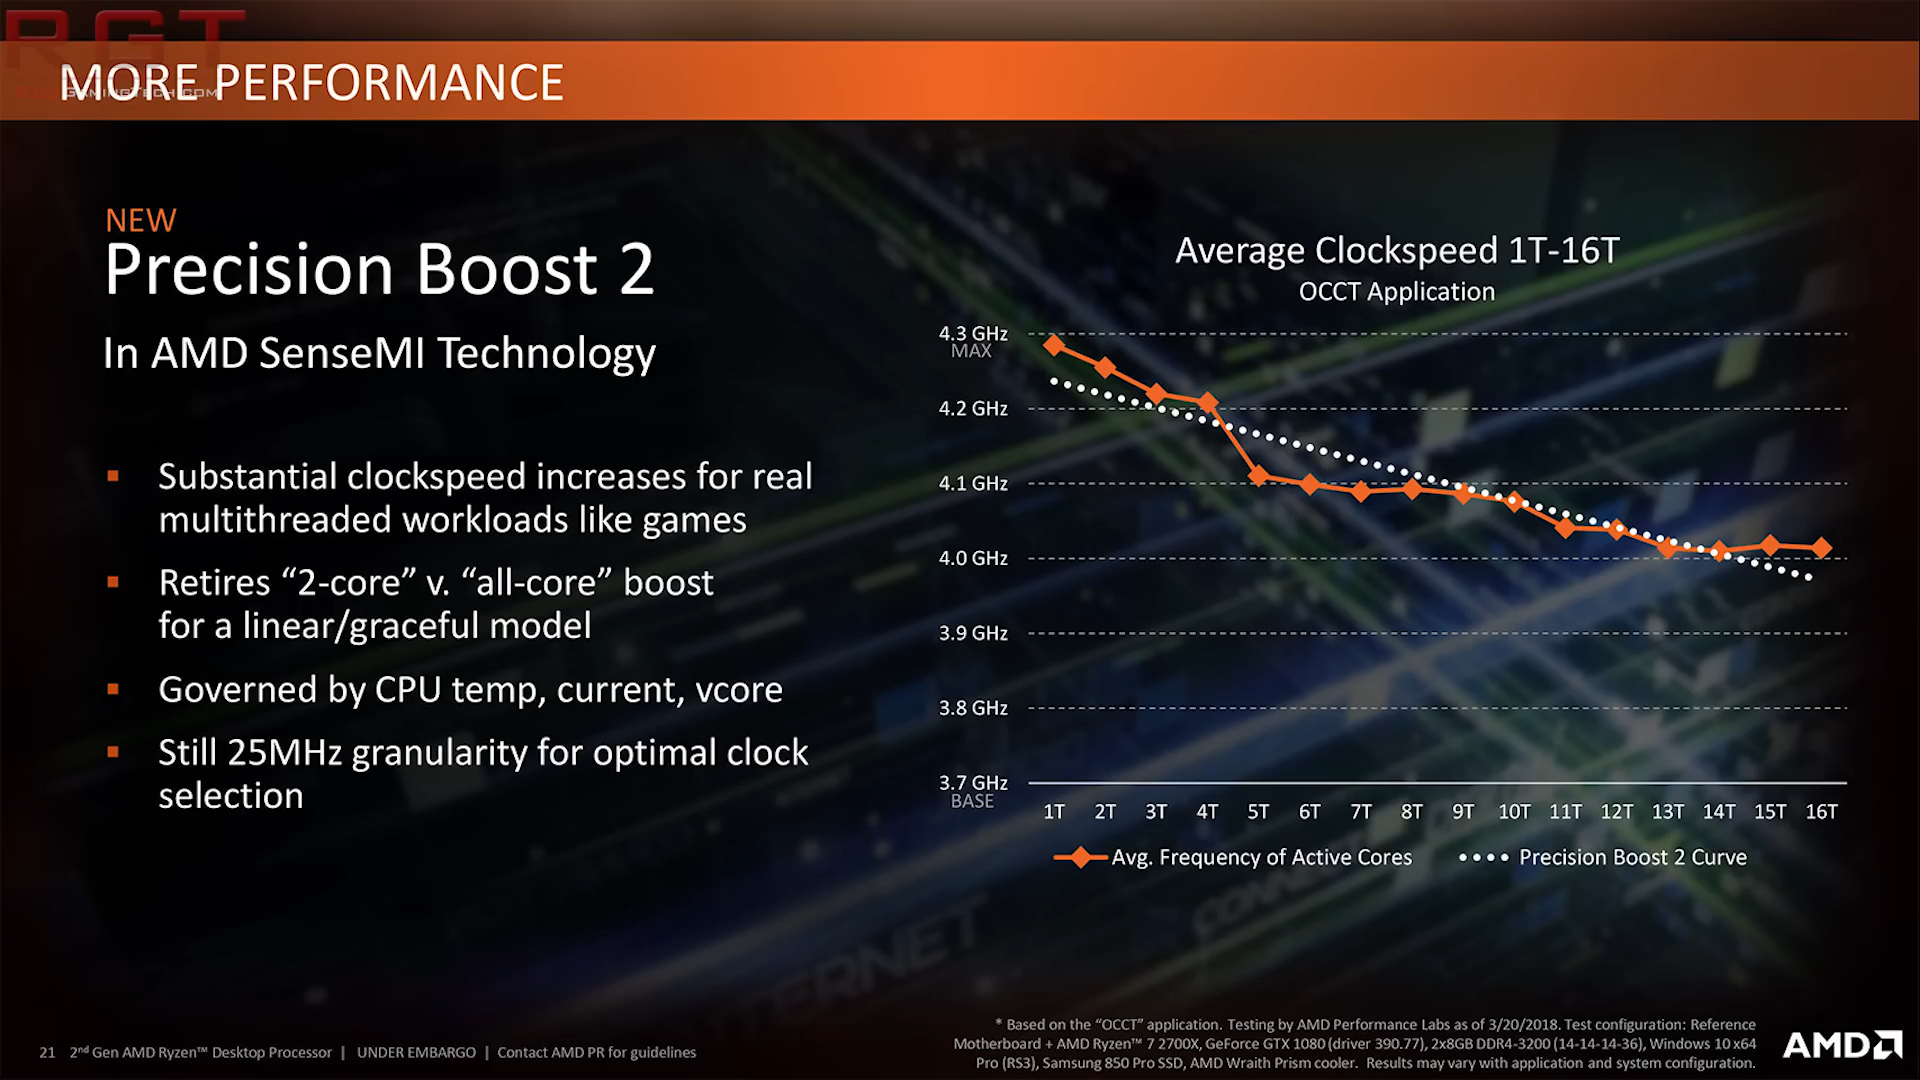 RGT
GAMINGTECH.COM
MORE PERFORMANCE
NEW
Precision Boost 2
In AMD SenseMI Technology
▪ Substantial clockspeed increases for real
multithreaded workloads like games
▪ Retires “2-core” v. “all-core” boost
for a linear/graceful model
▪ Governed by CPU temp, current, vcore
▪ Still 25MHz granularity for optimal clock
selection
Average Clockspeed 1T-16T
OCCT Application
4.3 GHz
MAX
4.2 GHz
4.1 GHz
4.0 GHz
3.9 GHz
3.8 GHz
3.7 GHz
BASE
1T 2T 3T 4T 5T 6T 7T 8T 9T 10T 11T 12T 13T 14T 15T 16T
Avg. Frequency of Active Cores Precision Boost 2 Curve
INTERNET
* Based on the “OCCT” application. Testing by AMD Performance Labs as of 3/20/2018. Test configuration: Reference
Motherboard + AMD Ryzen™ 7 2700X, GeForce GTX 1080 (driver 390.77), 2x8GB DDR4-3200 (14-14-14-36), Windows 10 x64
Pro (RS3), Samsung 850 Pro SSD, AMD Wraith Prism cooler. Results may vary with application and system configuration.
21 2nd Gen AMD Ryzen™ Desktop Processor | UNDER EMBARGO | Contact AMD PR for guidelines
AMD